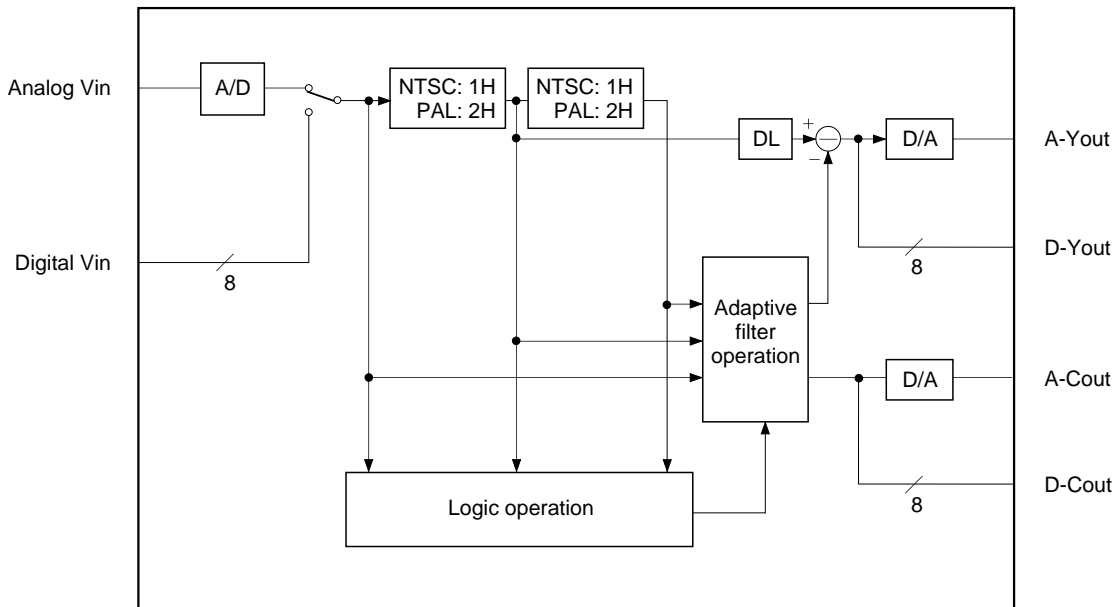 Analog Vin
A/D
NTSC: 1H
PAL: 2H
NTSC: 1H
PAL: 2H
DL
+
−
−
D/A
A-Yout
Digital Vin
8
8
D-Yout
Adaptive
filter
operation
D/A
A-Cout
Logic operation
8
D-Cout